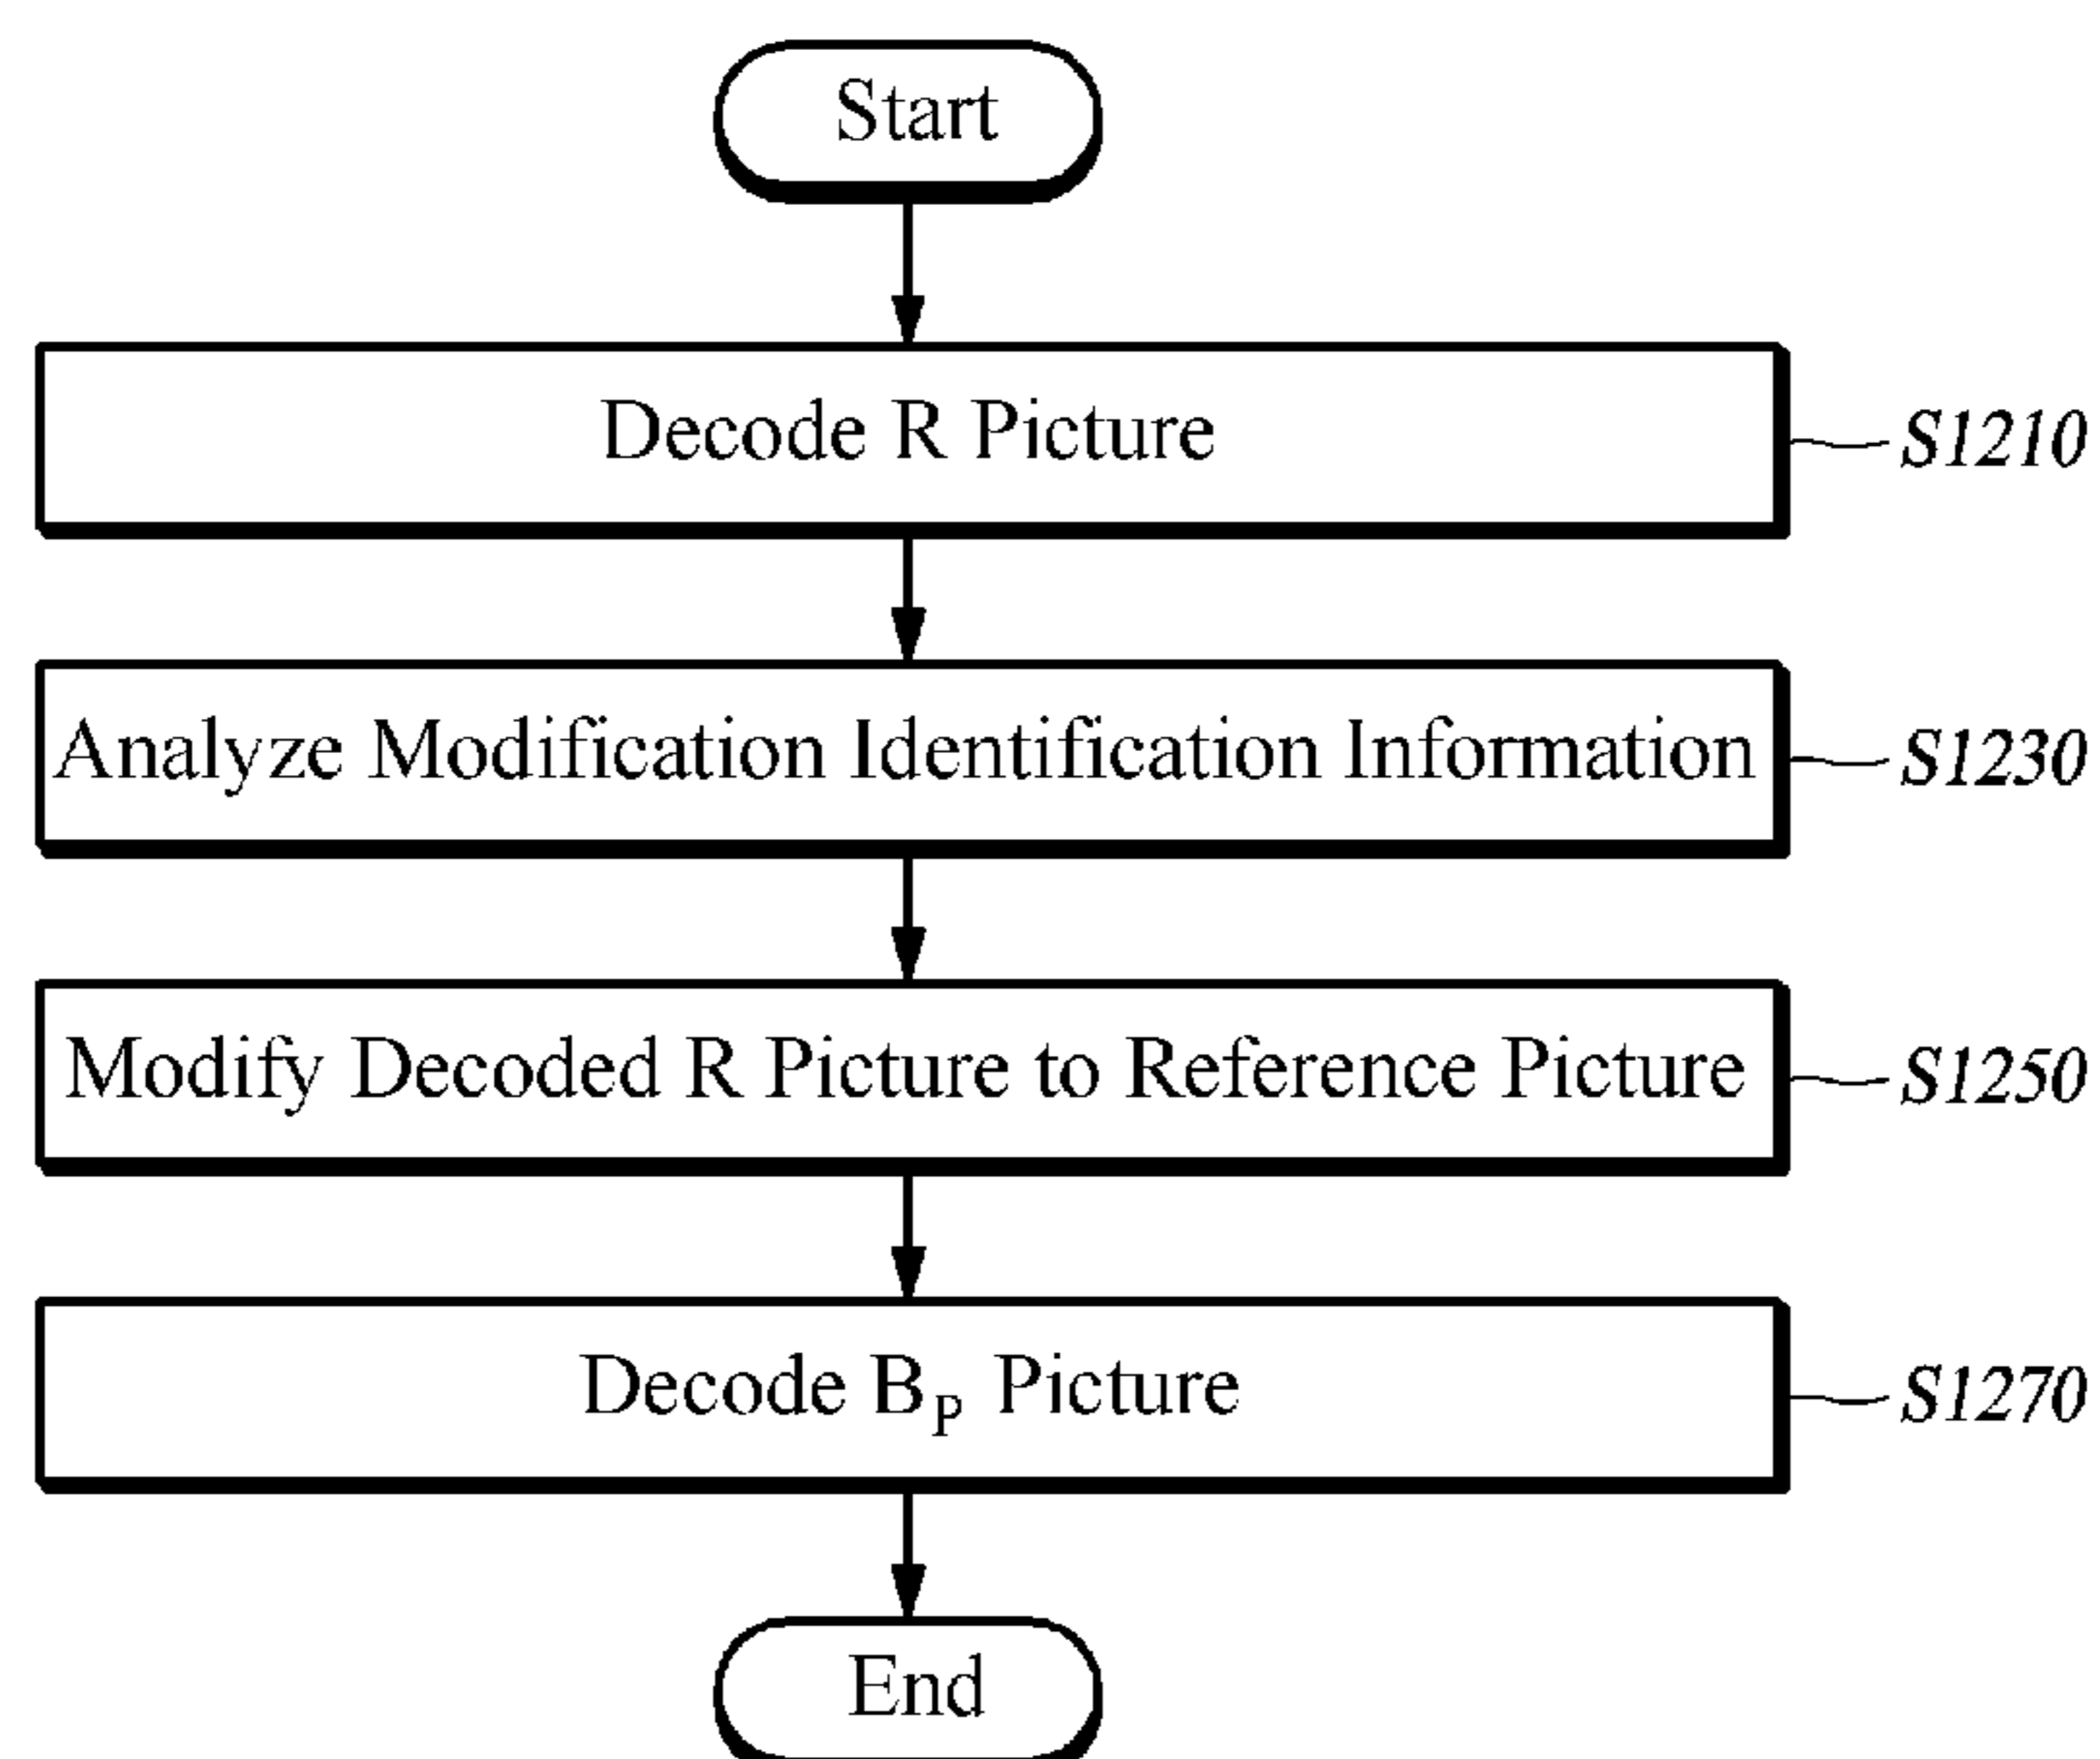 Start
Decode R Picture
S1210
Analyze Modification Identification Information
S1230
Modify Decoded R Picture to Reference Picture
S1250
Decode B_P Picture
S1270
End